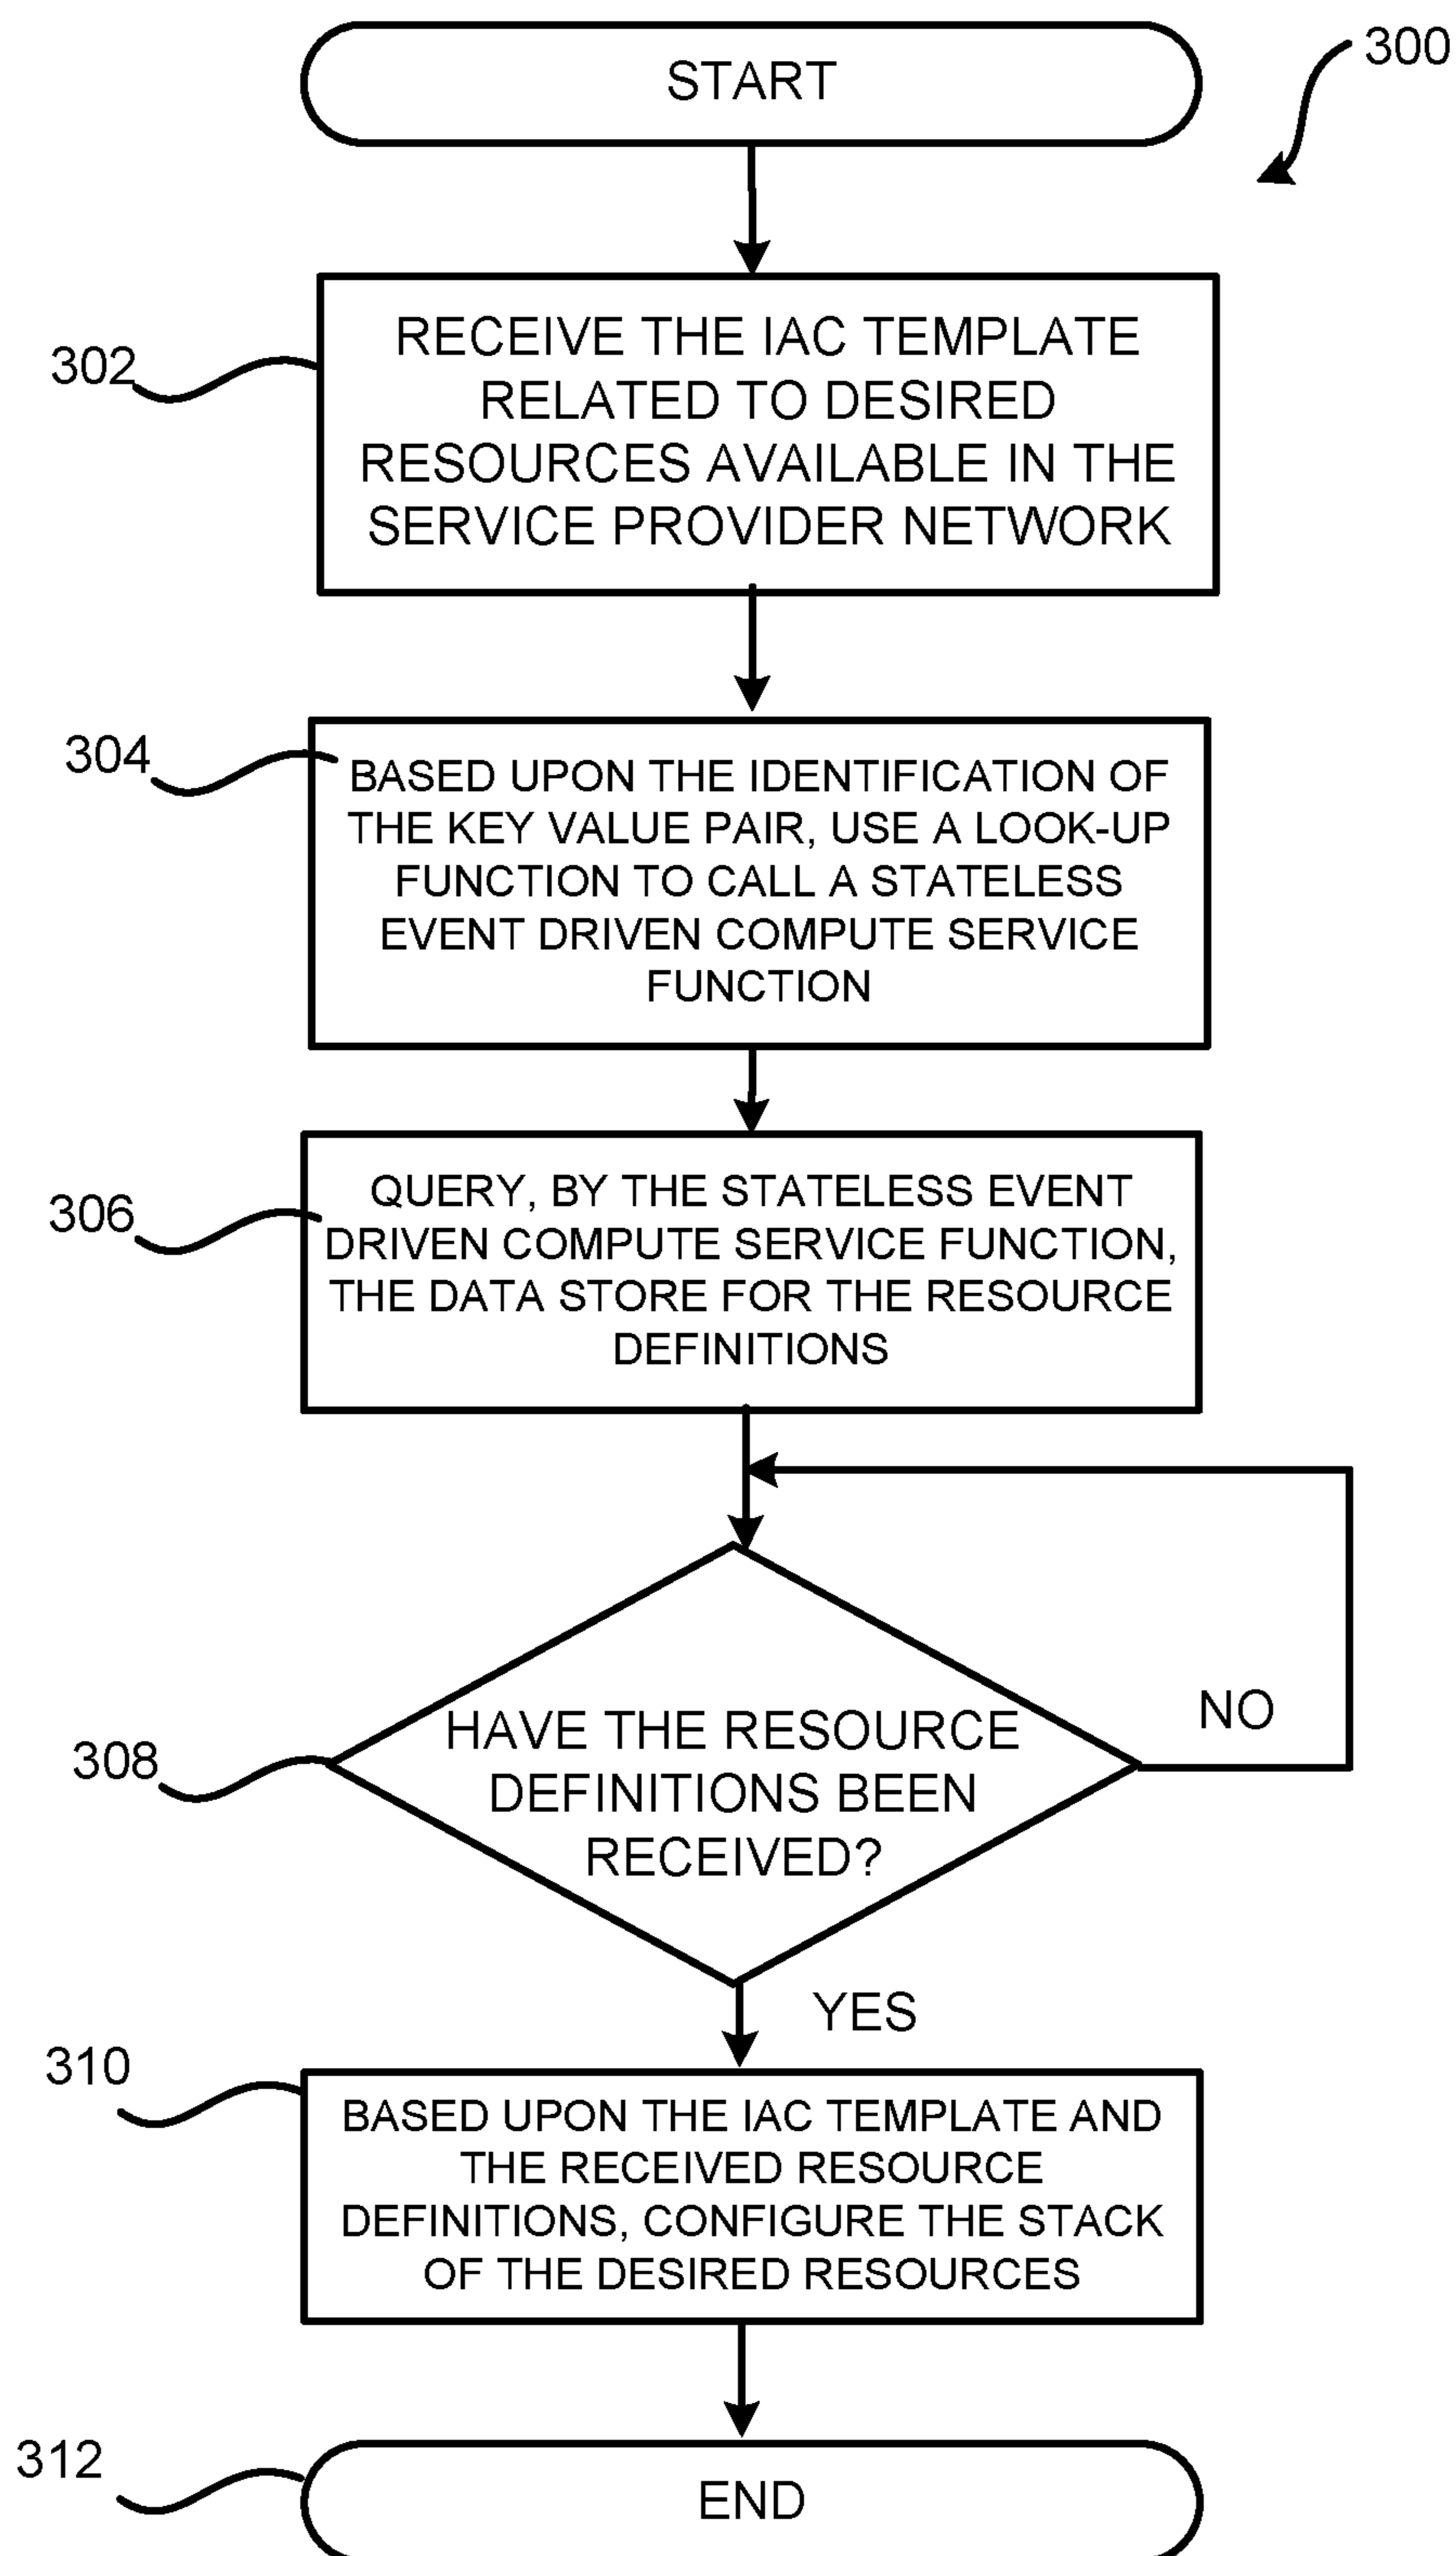 START
300
302
RECEIVE THE IAC TEMPLATE
RELATED TO DESIRED
RESOURCES AVAILABLE IN THE
SERVICE PROVIDER NETWORK
304
BASED UPON THE IDENTIFICATION OF
THE KEY VALUE PAIR, USE A LOOK-UP
FUNCTION TO CALL A STATELESS
EVENT DRIVEN COMPUTE SERVICE
FUNCTION
306
QUERY, BY THE STATELESS EVENT
DRIVEN COMPUTE SERVICE FUNCTION,
THE DATA STORE FOR THE RESOURCE
DEFINITIONS
308
HAVE THE RESOURCE
DEFINITIONS BEEN
RECEIVED?
NO
YES
310
BASED UPON THE IAC TEMPLATE AND
THE RECEIVED RESOURCE
DEFINITIONS, CONFIGURE THE STACK
OF THE DESIRED RESOURCES
312
END